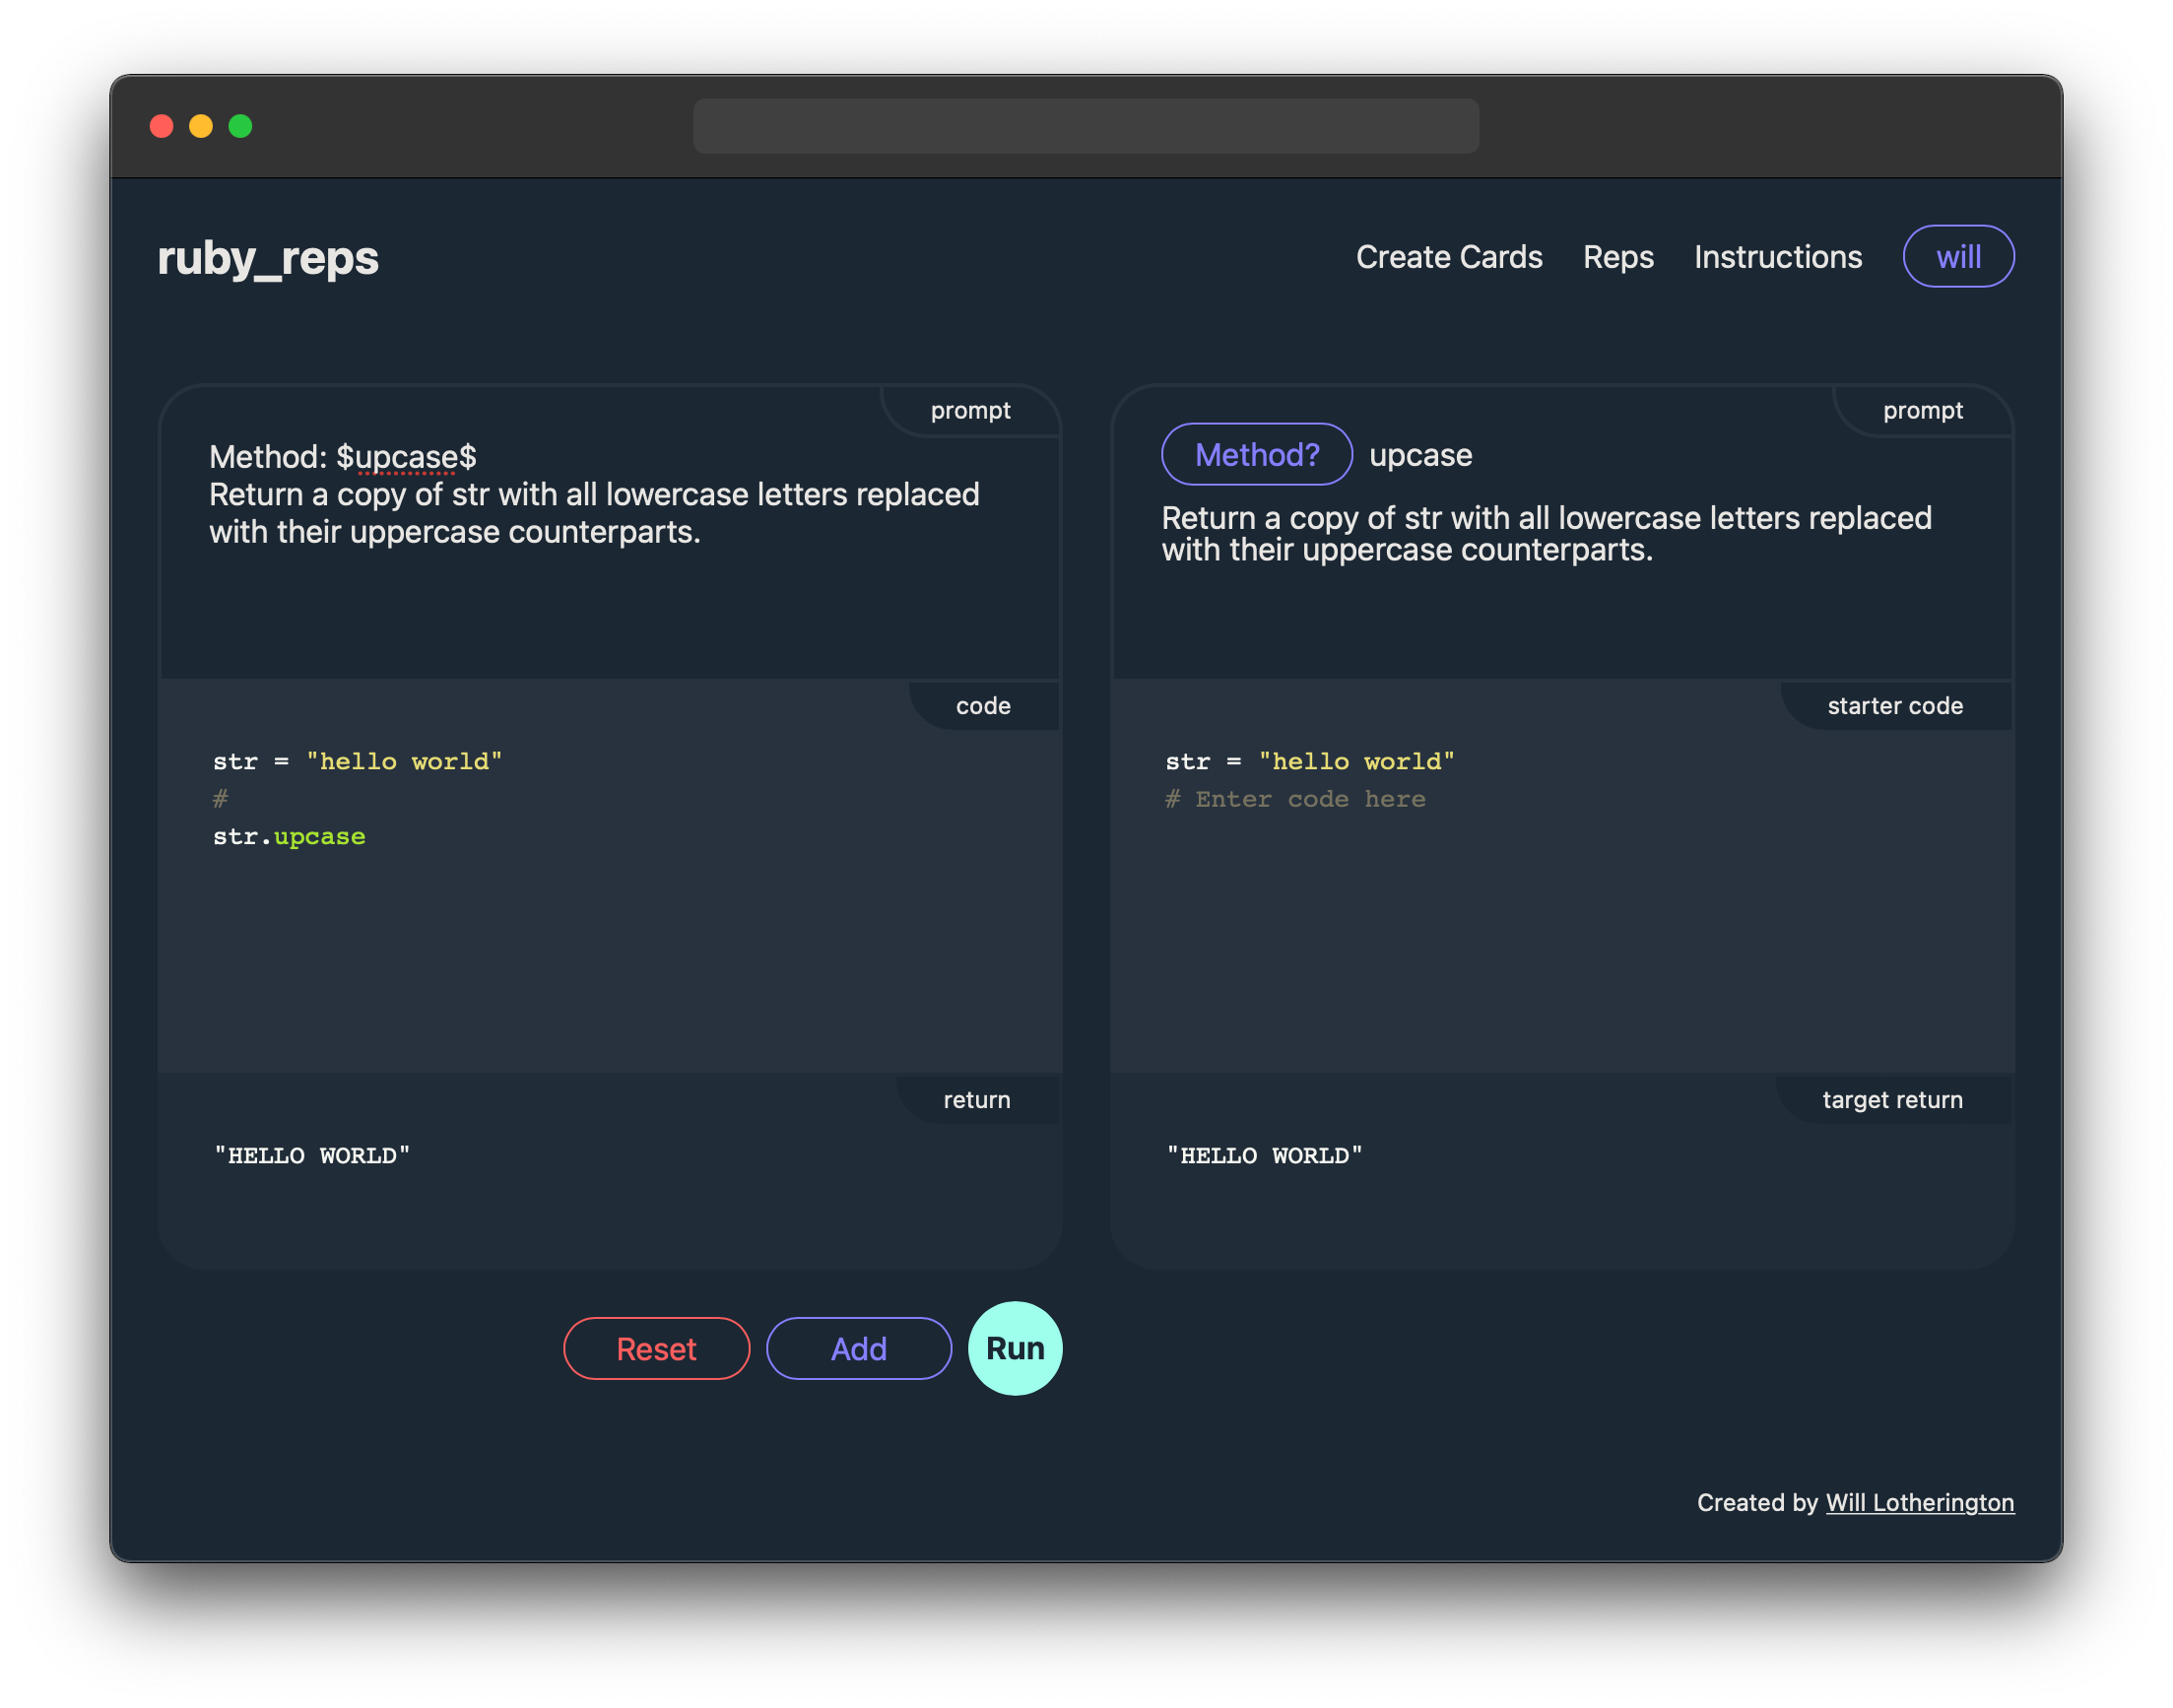 ruby_reps
Create Cards
Reps
Instructions
will
prompt
Method: $upcase$
Return a copy of str with all lowercase letters replaced
with their uppercase counterparts.
code
str = "hello world"
#
str.upcase
return
"HELLO WORLD"
prompt
Method? upcase
Return a copy of str with all lowercase letters replaced
with their uppercase counterparts.
starter code
str = "hello world"
# Enter code here
target return
"HELLO WORLD"
Reset
Add
Run
Created by Will Lotherington